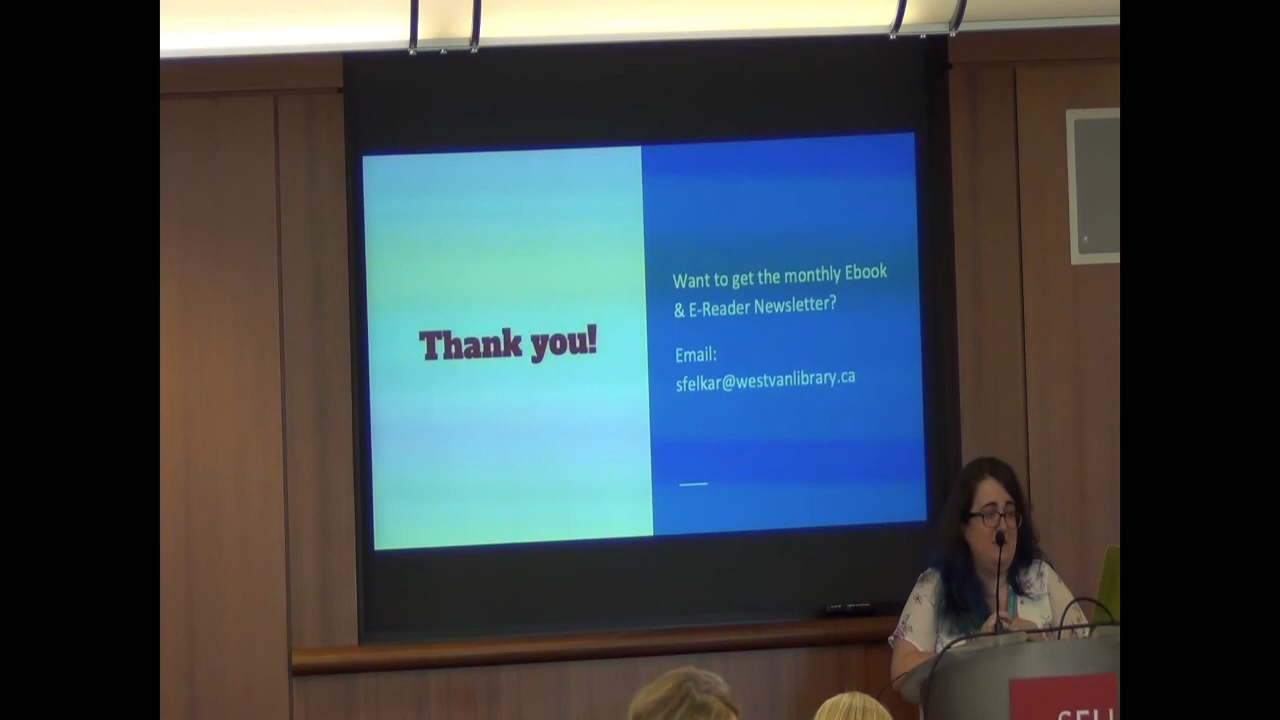 Thank you!
Want to get the monthly Ebook
& E-Reader Newsletter?
Email:
sfelkar@westvanlibrary.ca